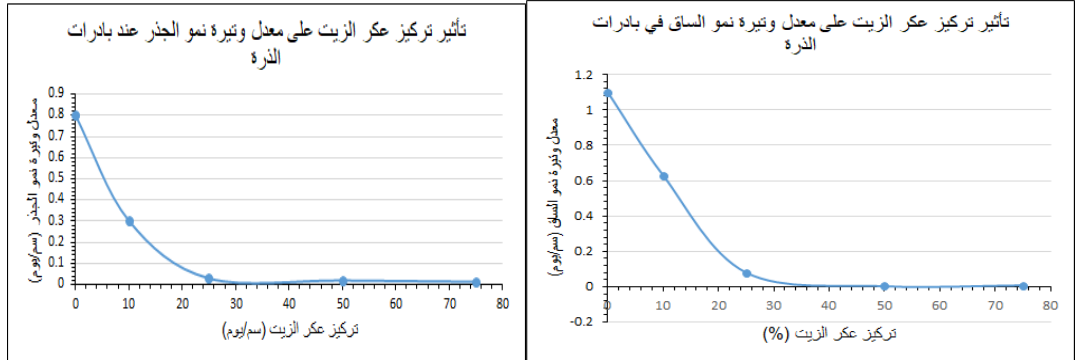 تأثير تركيز عكر الزيت على معدل وتيرة نمو الجذر عند بادرات
الذرة
معدل وتيرة نمو الجذر (سم/يوم)
0.9
0.8
0.7
0.6
0.5
0.4
0.3
0.2
0.1
0
0 10 20 30 40 50 60 70 80
تركيز عكر الزيت (سم/يوم)
تأثير تركيز عكر الزيت على معدل وتيرة نمو الساق في بادرات
الذرة
معدل وتيرة نمو الساق (سم/يوم)
1.2
1
0.8
0.6
0.4
0.2
0
-0.2
0 10 20 30 40 50 60 70 80
تركيز عكر الزيت (%)